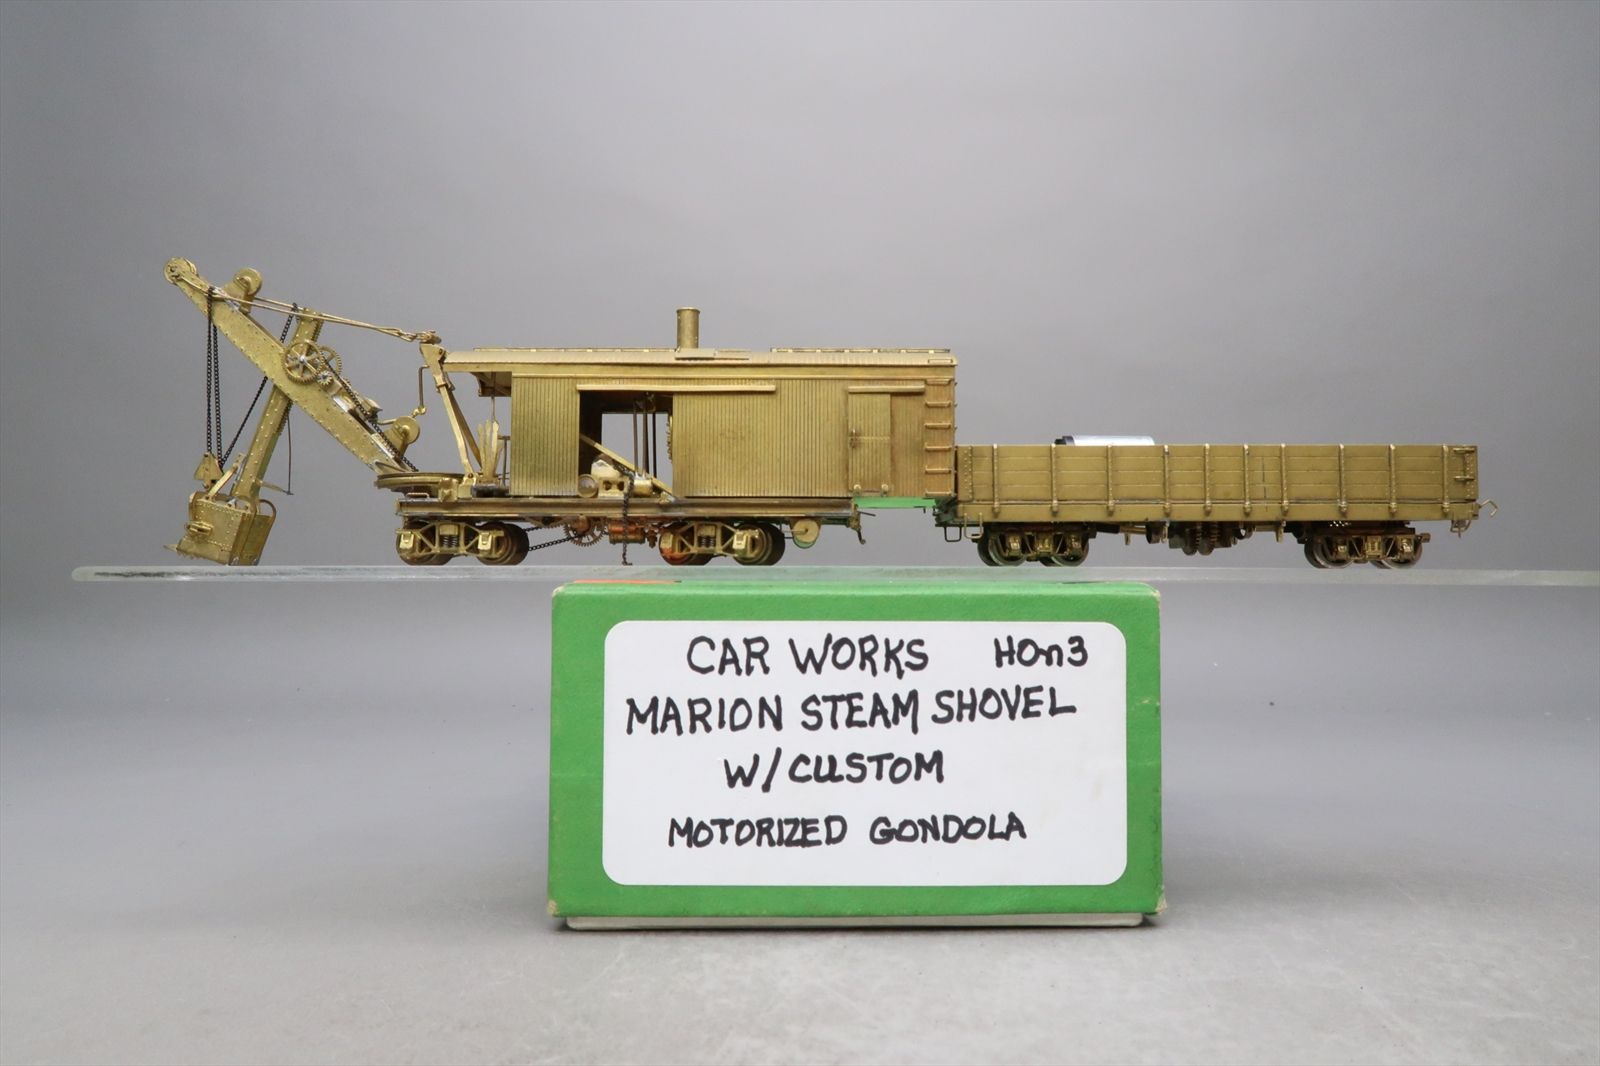 CAR WORKS HOn3
MARION STEAM SHOVEL
W/CUSTOM
MOTORIZED GONDOLA